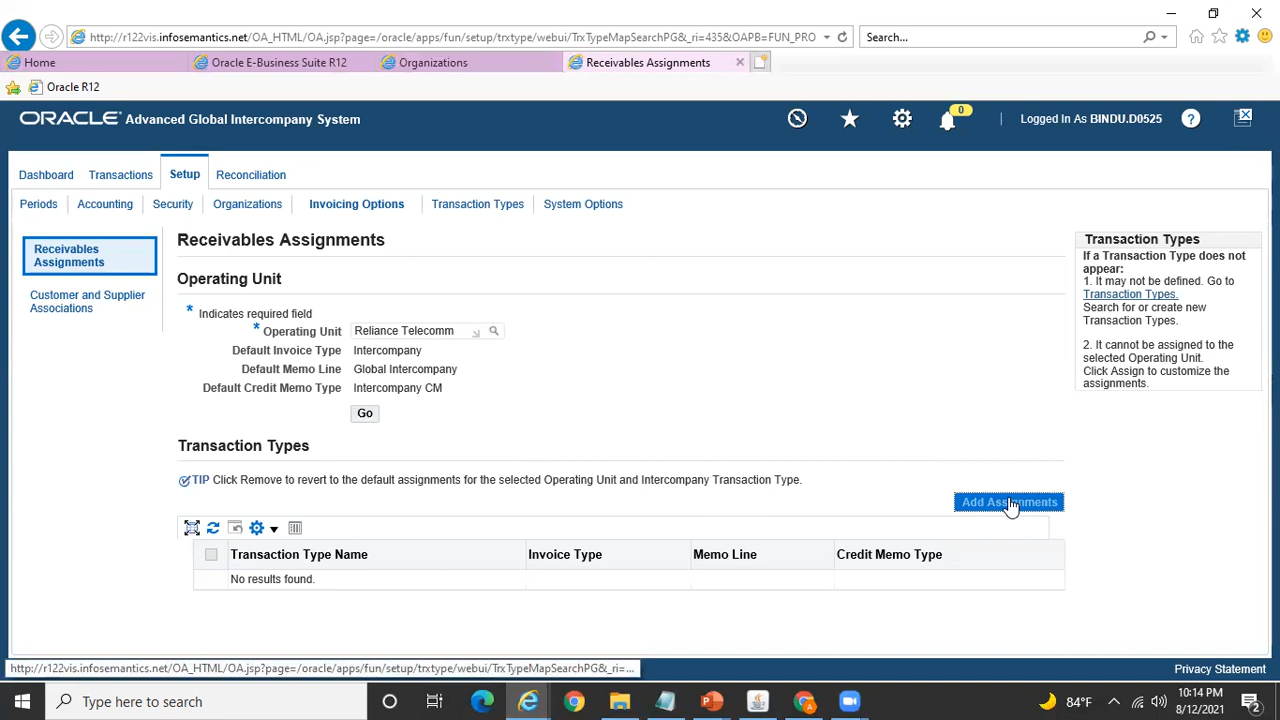 http://r122vis.infosemantics.net/OA_HTML/OA.jsp?page=/oracle/apps/fun/setup/trxtype/webui/TrxTypeMapSearchPG&_ri=435&OAPB=FUN_PRO
Search...
Home
Oracle E-Business Suite R12
Organizations
Receivables Assignments
Oracle R12
ORACLE Advanced Global Intercompany System
0
Logged In As BINDU.D0525
Dashboard
Transactions
Setup
Reconciliation
Periods
Accounting
Security
Organizations
Invoicing Options
Transaction Types
System Options
Receivables
Assignments
Customer and Supplier
Associations
Receivables Assignments
Operating Unit
* Indicates required field
* Operating Unit Reliance Telecomm
Default Invoice Type Intercompany
Default Memo Line Global Intercompany
Default Credit Memo Type Intercompany CM
Go
Transaction Types
TIP Click Remove to revert to the default assignments for the selected Operating Unit and Intercompany Transaction Type.
Add Assignments
Transaction Type Name
Invoice Type
Memo Line
Credit Memo Type
No results found.
Transaction Types
If a Transaction Type does not
appear:
1. It may not be defined. Go to
Transaction Types.
Search for or create new
Transaction Types.
2. It cannot be assigned to the
selected Operating Unit.
Click Assign to customize the
assignments.
http://r122vis.infosemantics.net/OA_HTML/OA.jsp?page=/oracle/apps/fun/setup/trxtype/webui/TrxTypeMapSearchPG&_ri=...
Privacy Statement
Type here to search
84°F
10:14 PM
8/12/2021
2